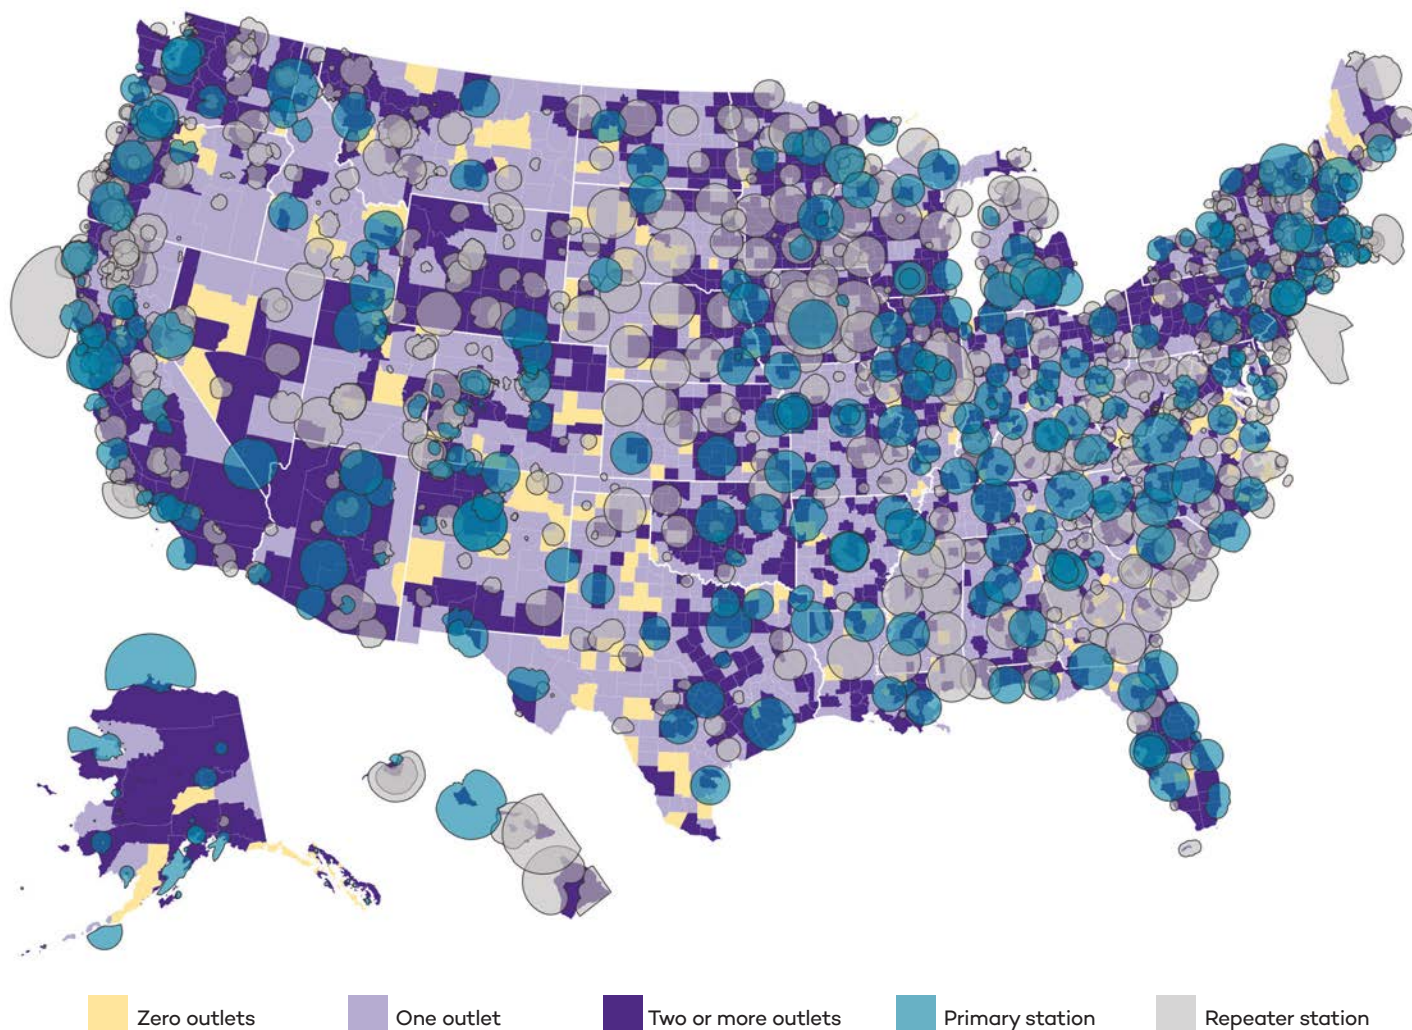 Zero outlets
One outlet
Two or more outlets
Primary station
Repeater station